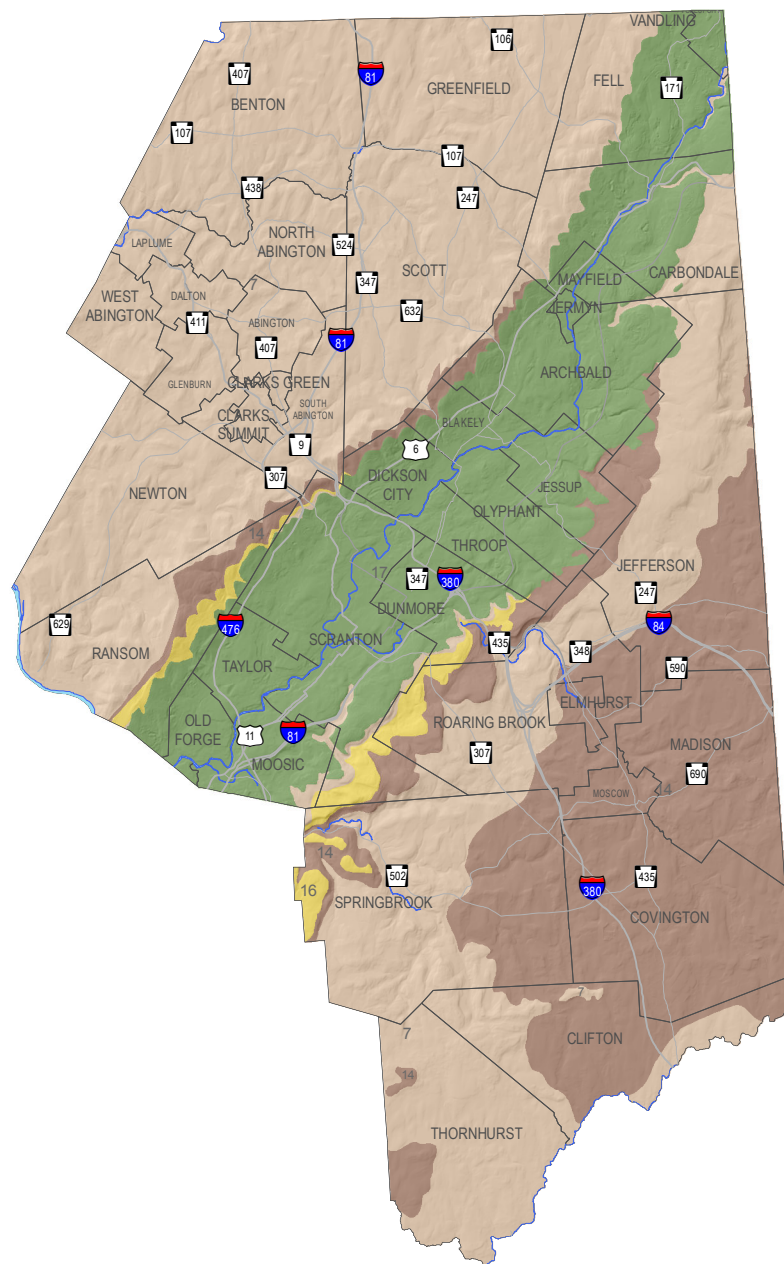 VANDLING
106
407
81
FELL
171
BENTON
GREENFIELD
107
107
438
247
NORTH
ABINGTON
524
LAPLUME
SCOTT
MAYFIELD
CARBONDALE
7
347
WEST
ABINGTON
DALTON
JERMYN
632
411
ABINGTON
81
407
ARCHBALD
GLENBURN
CLARKS GREEN
SOUTH
ABINGTON
CLARKS
SUMMIT
BLAKELY
9
6
307
DICKSON
CITY
JESSUP
NEWTON
OLYPHANT
14
THROOP
JEFFERSON
17
347
380
247
DUNMORE
629
476
84
SCRANTON
435
348
RANSOM
TAYLOR
590
ELMHURST
OLD
FORGE
ROARING BROOK
11
81
MADISON
307
MOOSIC
690
MOSCOW
14
14
502
435
16
380
SPRINGBROOK
COVINGTON
7
7
CLIFTON
14
THORNHURST